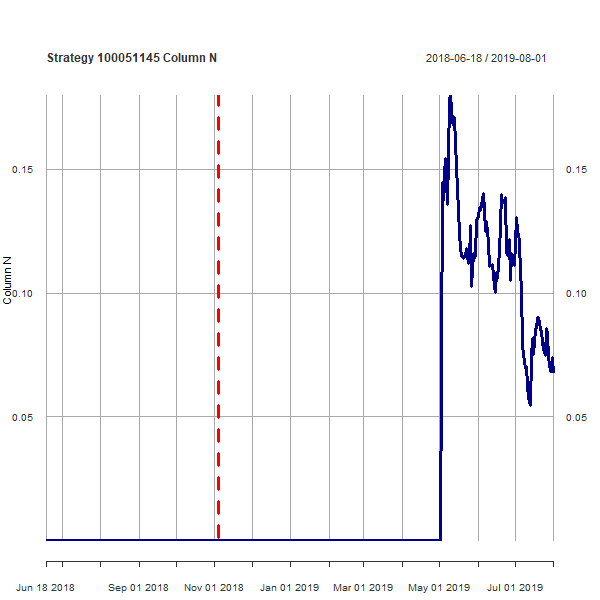 Strategy 100051145 Column N
2018-06-18 / 2019-08-01
0.15
0.15
Column N
0.10
0.10
0.05
0.05
Jun 18 2018
Sep 01 2018
Nov 01 2018
Jan 01 2019
Mar 01 2019
May 01 2019
Jul 01 2019